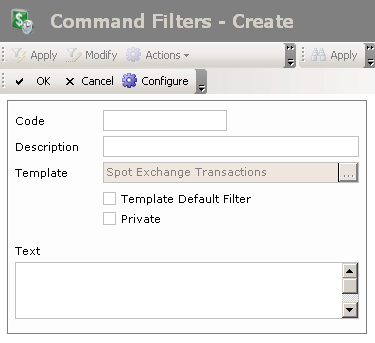 Command Filters - Create
Apply Modify Actions Apply
OK Cancel Configure
Code
Description
Template Spot Exchange Transactions ...
Template Default Filter
Private
Text